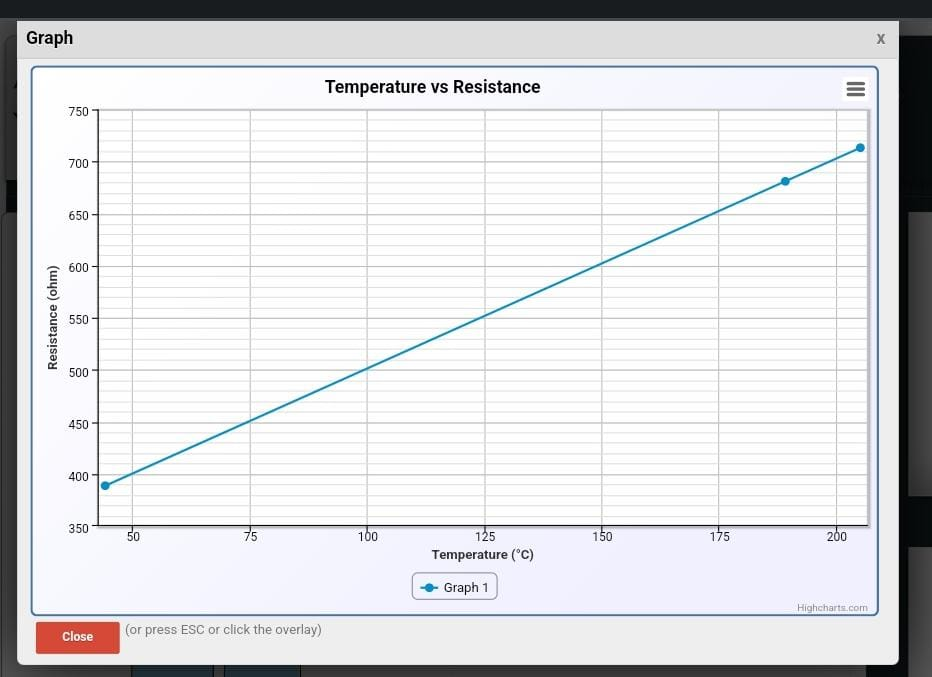 Graph
X
Temperature vs Resistance
750
700
650
600
550
500
450
400
350
Resistance (ohm)
50 75 100 125 150 175 200
Temperature (°C)
Graph 1
Highcharts.com
Close (or press ESC or click the overlay)